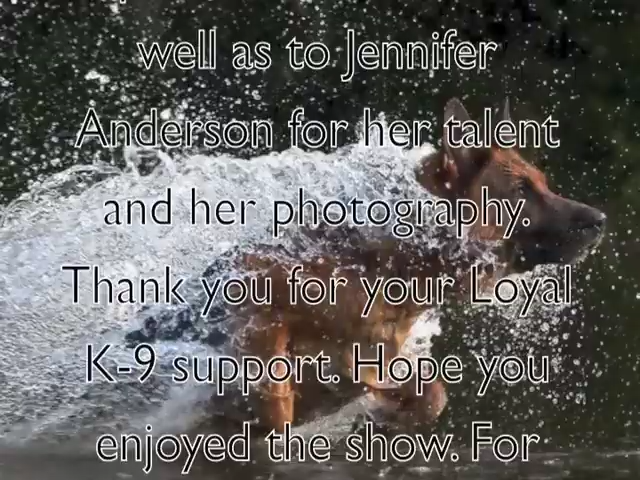 well as to Jennifer
Anderson for her talent
and her photography.
Thank you for your Loyal
K-9 support. Hope you
enjoyed the show. For